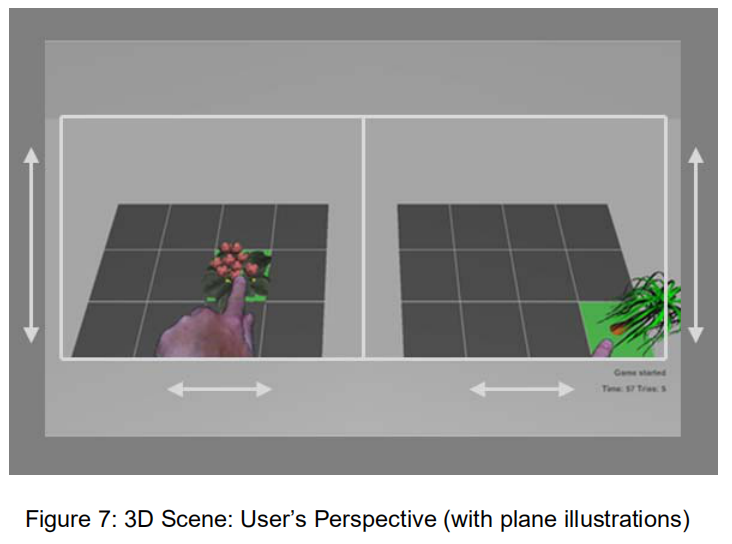 Game started
Time: 57 Tries: 5
Figure 7: 3D Scene: User’s Perspective (with plane illustrations)